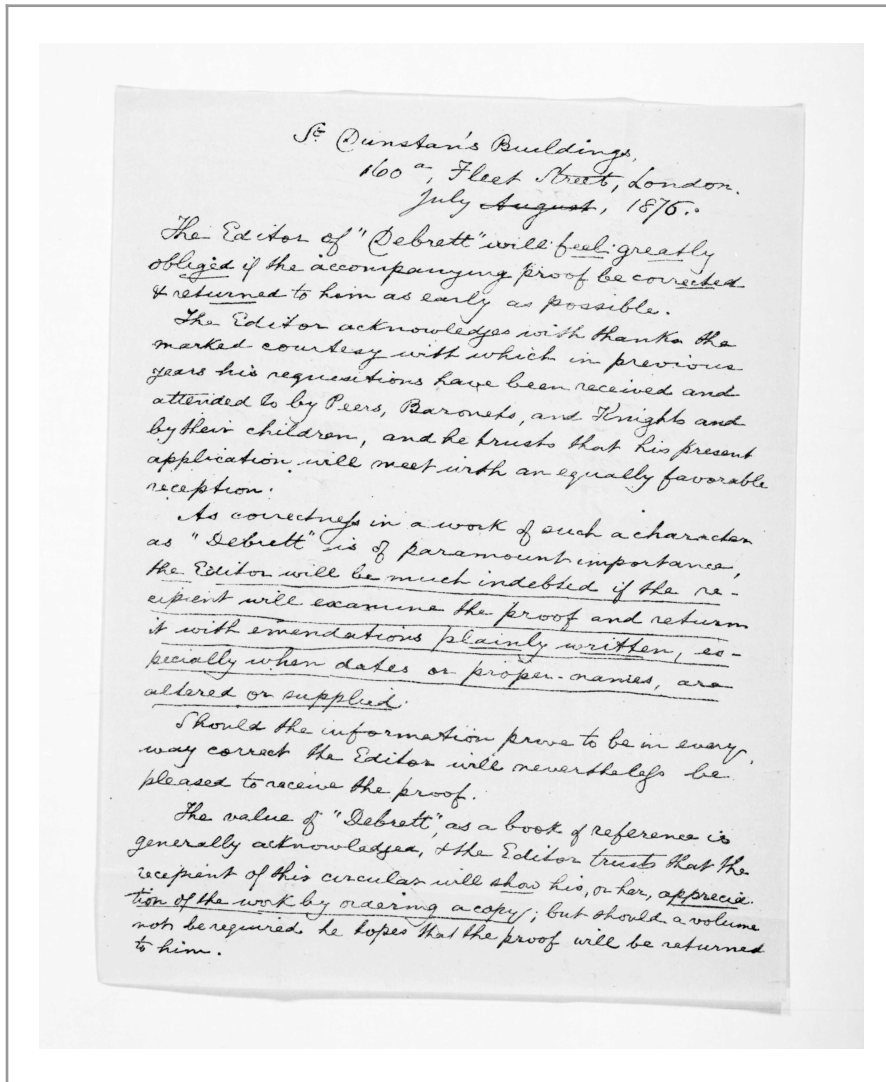 St. Dunstan's Buildings,
160a, Fleet Street, London.
July August, 1876.
The Editor of "Debrett" will feel greatly
obliged if the accompanying proof be corrected
& returned to him as early as possible.
The Editor acknowledges with thanks the
marked courtesy with which in previous
years his requisitions have been received and
attended to by Peers, Baronets, and Knights and
by their children, and he trusts that his present
application will meet with an equally favorable
reception.
As correctness in a work of such a character
as "Debrett" is of paramount importance,
the Editor will be much indebted if the re-
cipient will examine the proof and return
it with emendations plainly written, es-
pecially when dates or proper-names, are
altered or supplied.
Should the information prove to be in every
way correct the Editor will nevertheless be
pleased to receive the proof.
The value of "Debrett", as a book of reference is
generally acknowledged, & the Editor trusts that the
recipient of this circular will show his, or her, apprecia-
tion of the work by ordering a copy; but should a volume
not be required he hopes that the proof will be returned
to him.